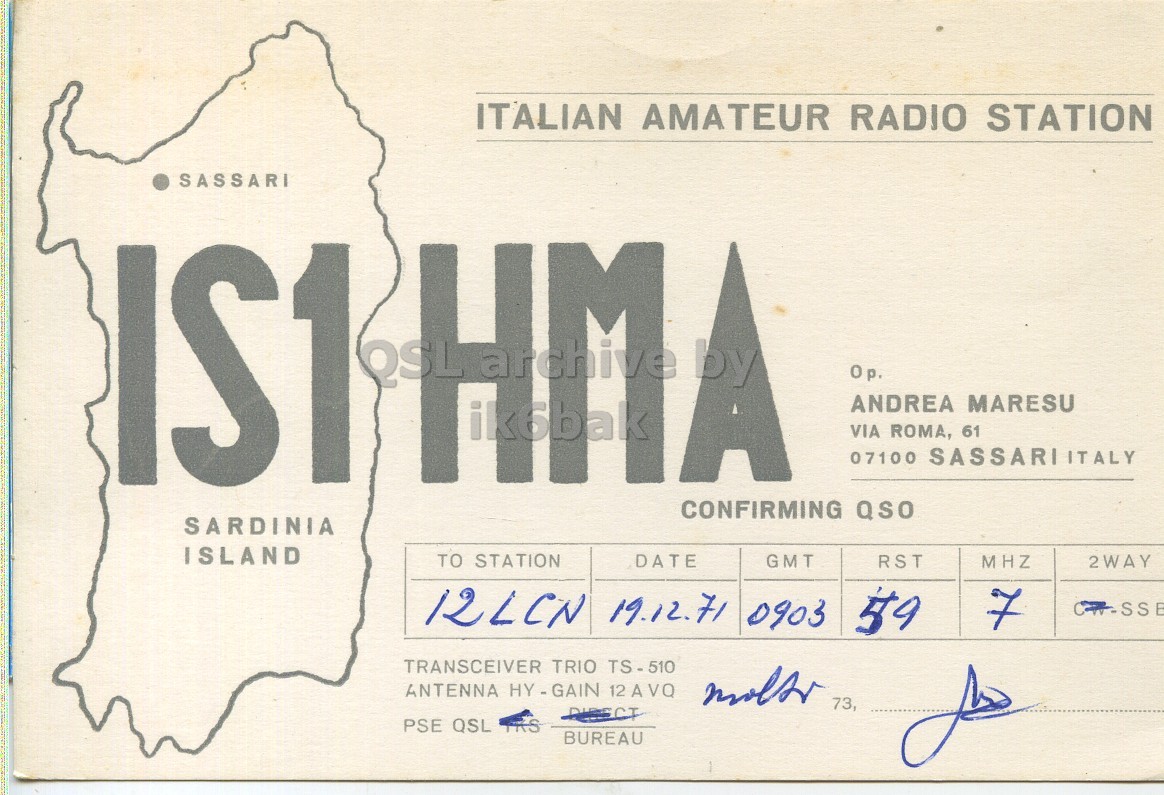 ITALIAN AMATEUR RADIO STATION
SASSARI
IS1HMA
QSL archive by
ik6bak
Op.
ANDREA MARESU
VIA ROMA, 61
07100 SASSARI ITALY
SARDINIA
ISLAND
CONFIRMING QSO
TO STATION DATE GMT RST MHZ 2WAY
I2LCN 19.12.71 0903 59 7 CW-SSB
TRANSCEIVER TRIO TS-510
ANTENNA HY-GAIN 12 AVQ
molti 73,
PSE QSL TKS DIRECT
BUREAU